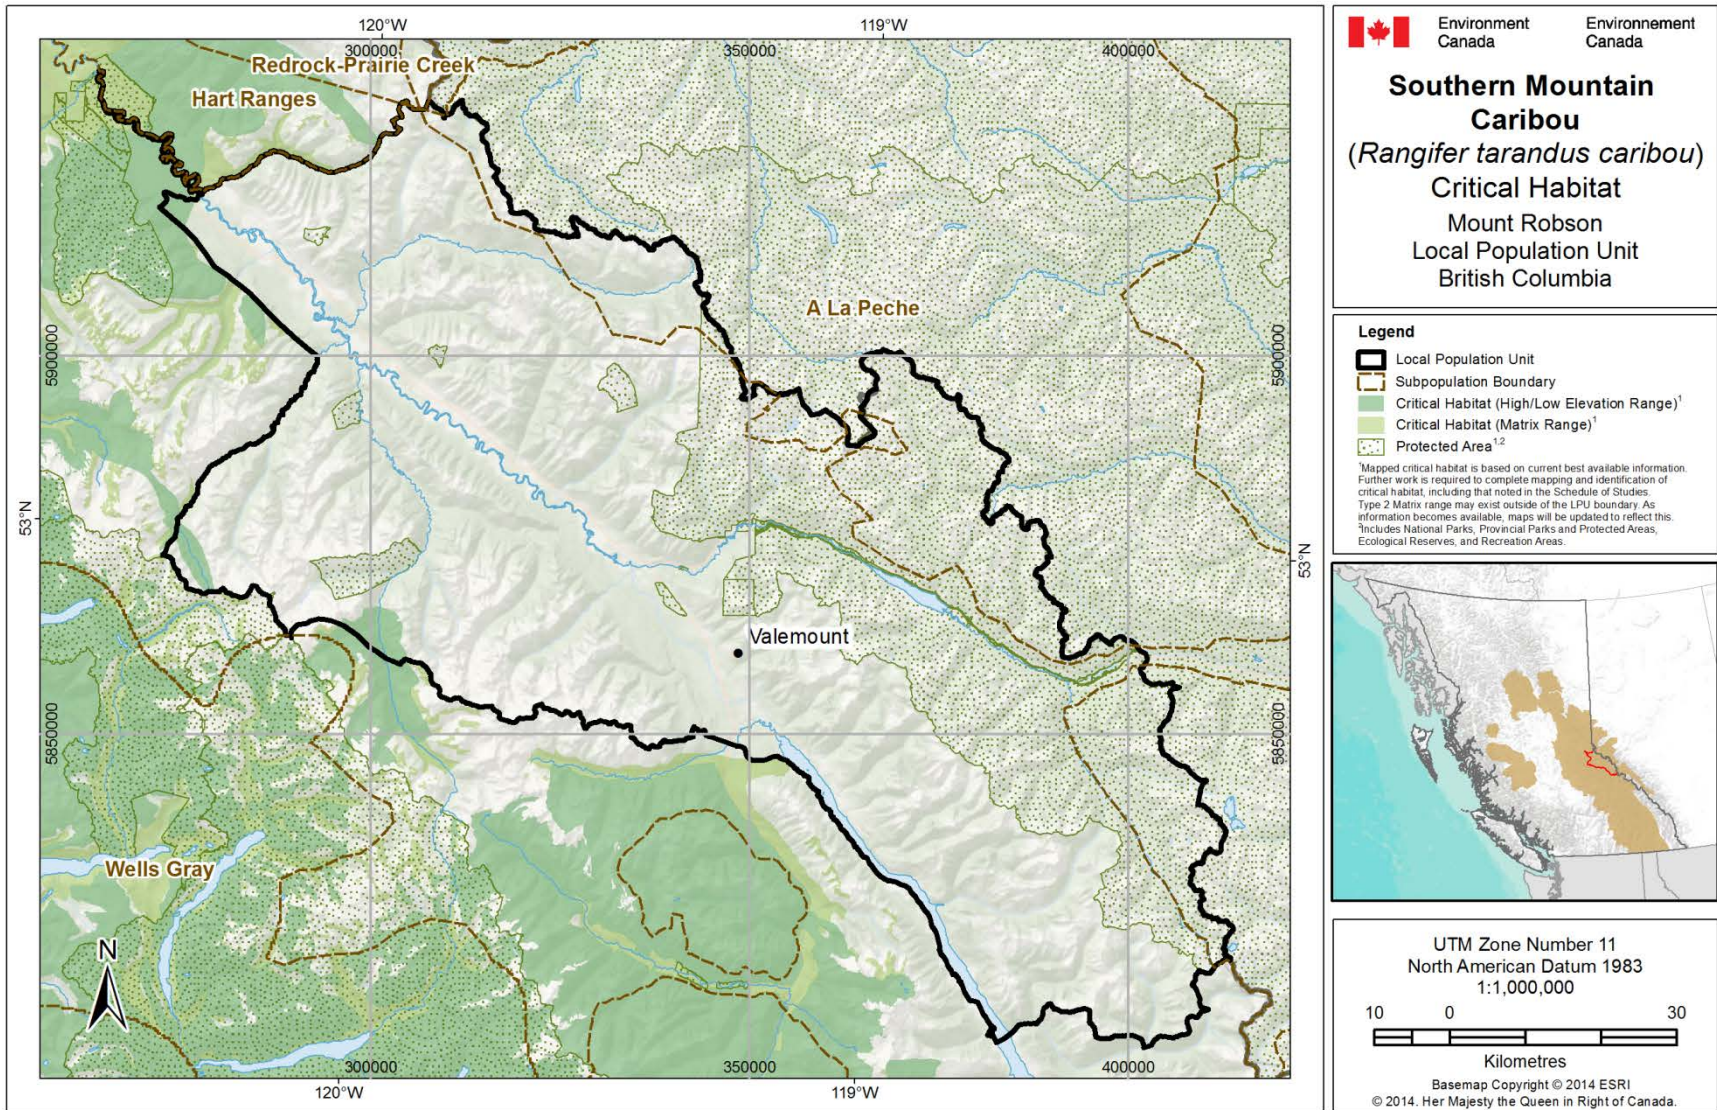 120°W
119°W
300000
350000
400000
Redrock-Prairie Creek
Hart Ranges
A La Peche
5900000
5900000
53°N
53°N
Valemount
5850000
5850000
Wells Gray
N
300000
350000
400000
120°W
119°W
Environment
Canada
Environnement
Canada
Southern Mountain
Caribou
(Rangifer tarandus caribou)
Critical Habitat
Mount Robson
Local Population Unit
British Columbia
Legend
Local Population Unit
Subpopulation Boundary
Critical Habitat (High/Low Elevation Range)¹
Critical Habitat (Matrix Range)¹
Protected Area¹,²
¹Mapped critical habitat is based on current best available information.
Further work is required to complete mapping and identification of
critical habitat, including that noted in the Schedule of Studies.
Type 2 Matrix range may exist outside of the LPU boundary. As
information becomes available, maps will be updated to reflect this.
²Includes National Parks, Provincial Parks and Protected Areas,
Ecological Reserves, and Recreation Areas.
UTM Zone Number 11
North American Datum 1983
1:1,000,000
10 0 30
Kilometres
Basemap Copyright © 2014 ESRI
© 2014. Her Majesty the Queen in Right of Canada.